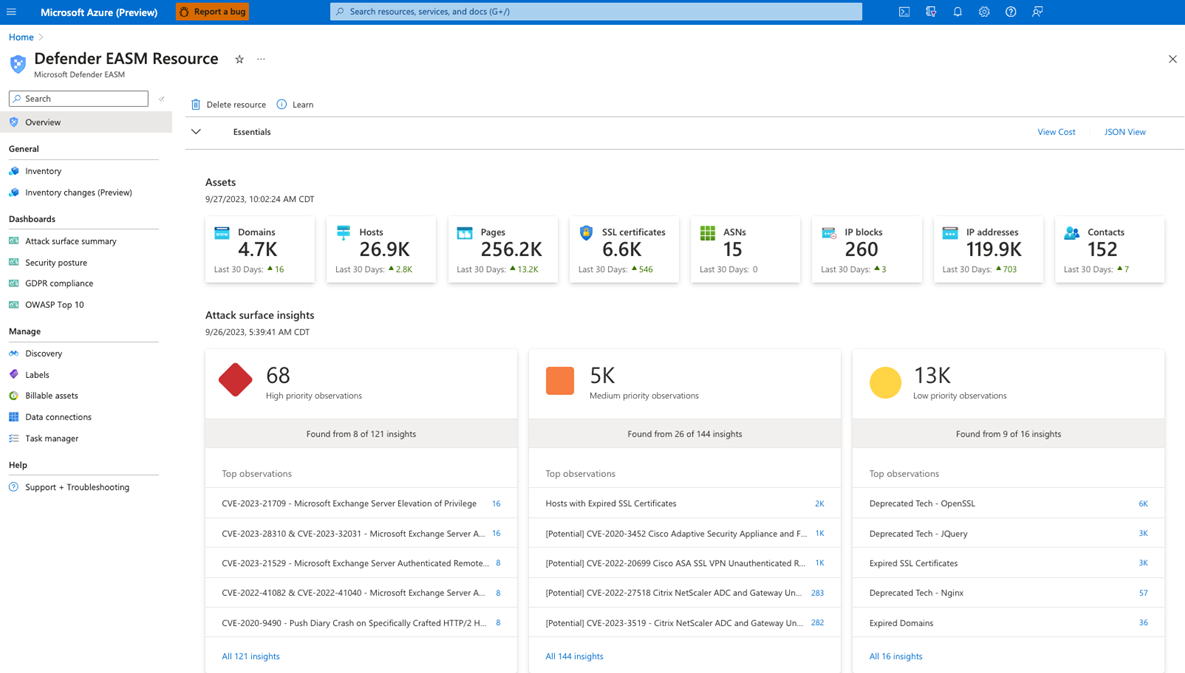 Microsoft Azure (Preview)
Report a bug
Search resources, services, and docs (G+/)
Home
Defender EASM Resource
Microsoft Defender EASM
Search
Overview
General
Inventory
Inventory changes (Preview)
Dashboards
Attack surface summary
Security posture
GDPR compliance
OWASP Top 10
Manage
Discovery
Labels
Billable assets
Data connections
Task manager
Help
Support + Troubleshooting
Delete resource
Learn
Essentials
View Cost
JSON View
Assets
9/27/2023, 10:02:24 AM CDT
Domains
4.7K
Last 30 Days: 16
Hosts
26.9K
Last 30 Days: 2.8K
Pages
256.2K
Last 30 Days: 13.2K
SSL certificates
6.6K
Last 30 Days: 546
ASNs
15
Last 30 Days: 0
IP blocks
260
Last 30 Days: 3
IP addresses
119.9K
Last 30 Days: 703
Contacts
152
Last 30 Days: 7
Attack surface insights
9/26/2023, 5:39:41 AM CDT
68
High priority observations
Found from 8 of 121 insights
Top observations
CVE-2023-21709 - Microsoft Exchange Server Elevation of Privilege 16
CVE-2023-28310 & CVE-2023-32031 - Microsoft Exchange Server A... 16
CVE-2023-21529 - Microsoft Exchange Server Authenticated Remote... 8
CVE-2022-41082 & CVE-2022-41040 - Microsoft Exchange Server A... 8
CVE-2020-9490 - Push Diary Crash on Specifically Crafted HTTP/2 H... 8
All 121 insights
5K
Medium priority observations
Found from 26 of 144 insights
Top observations
Hosts with Expired SSL Certificates 2K
[Potential] CVE-2020-3452 Cisco Adaptive Security Appliance and F... 1K
[Potential] CVE-2022-20699 Cisco ASA SSL VPN Unauthenticated R... 1K
[Potential] CVE-2022-27518 Citrix NetScaler ADC and Gateway Un... 283
[Potential] CVE-2023-3519 - Citrix NetScaler ADC and Gateway Un... 282
All 144 insights
13K
Low priority observations
Found from 9 of 16 insights
Top observations
Deprecated Tech - OpenSSL 6K
Deprecated Tech - JQuery 3K
Expired SSL Certificates 3K
Deprecated Tech - Nginx 57
Expired Domains 36
All 16 insights